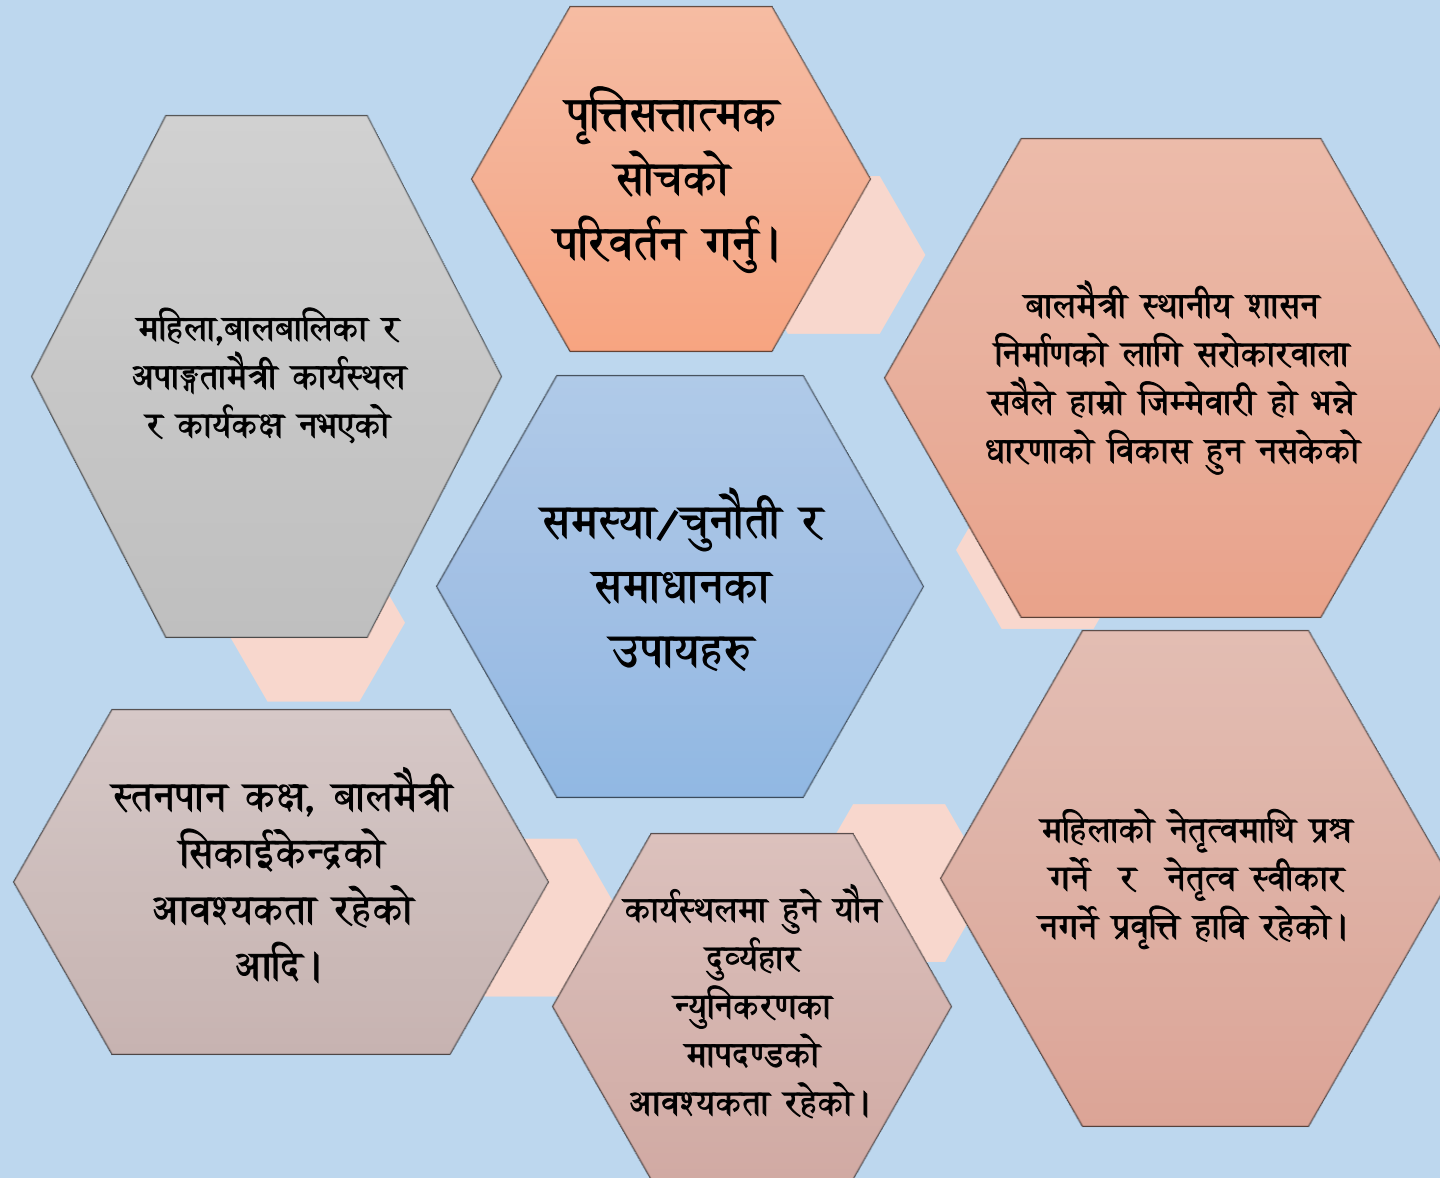 पृत्तिसत्तात्मक
सोचको
परिवर्तन गर्नु।
बालमैत्री स्थानीय शासन
निर्माणको लागि सरोकारवाला
सबैले हाम्रो जिम्मेवारी हो भन्ने
धारणाको विकास हुन नसकेको
महिलाको नेतृत्वमाथि प्रश्न
गर्ने र नेतृत्व स्वीकार
नगर्ने प्रवृत्ति हावि रहेको।
कार्यस्थलमा हुने यौन
दुर्व्यहार
न्युनिकरणका
मापदण्डको
आवश्यकता रहेको।
स्तनपान कक्ष, बालमैत्री
सिकाईकेन्द्रको
आवश्यकता रहेको
आदि।
महिला,बालबालिका र
अपाङ्गतामैत्री कार्यस्थल
र कार्यकक्ष नभएको
समस्या/चुनौती र
समाधानका
उपायहरु